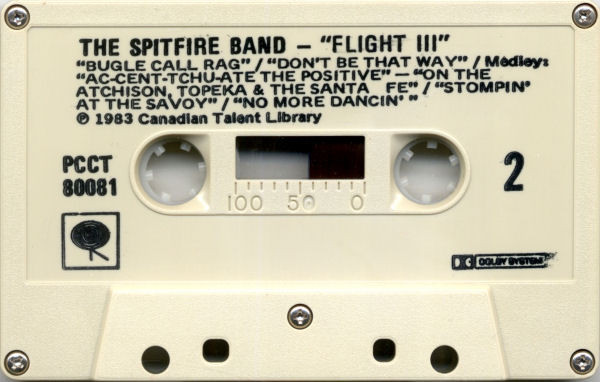 THE SPITFIRE BAND - "FLIGHT III"
"BUGLE CALL RAG" / "DON'T BE THAT WAY" / Medley:
"AC-CENT-TCHU-ATE THE POSITIVE" - "ON THE
ATCHISON, TOPEKA & THE SANTA FE" / "STOMPIN'
AT THE SAVOY" / "NO MORE DANCIN' "
℗ 1983 Canadian Talent Library
PCCT
80081
2
100 50 0
DOLBY SYSTEM